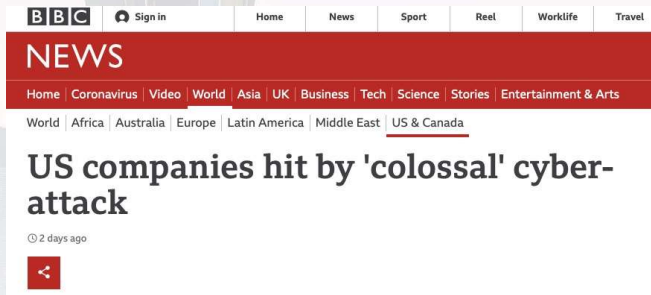 BBC Sign in Home News Sport Reel Worklife Travel
NEWS
Home Coronavirus Video World Asia UK Business Tech Science Stories Entertainment & Arts
World Africa Australia Europe Latin America Middle East US & Canada
US companies hit by 'colossal' cyber-
attack
2 days ago